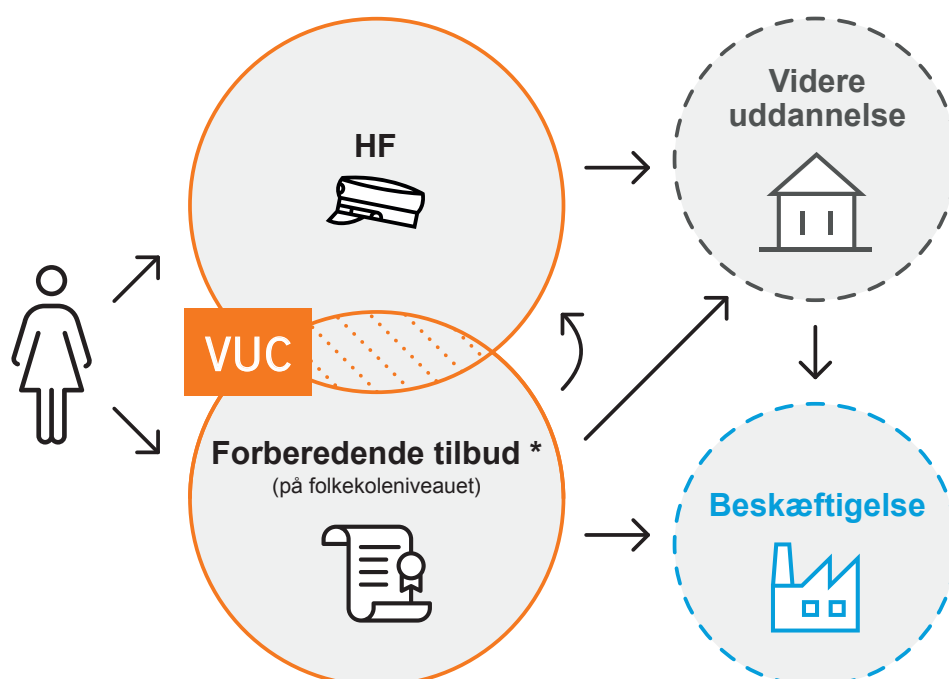 HF
Videre
uddannelse
VUC
Forberedende tilbud *
(på folkekoleniveauet)
Beskæftigelse